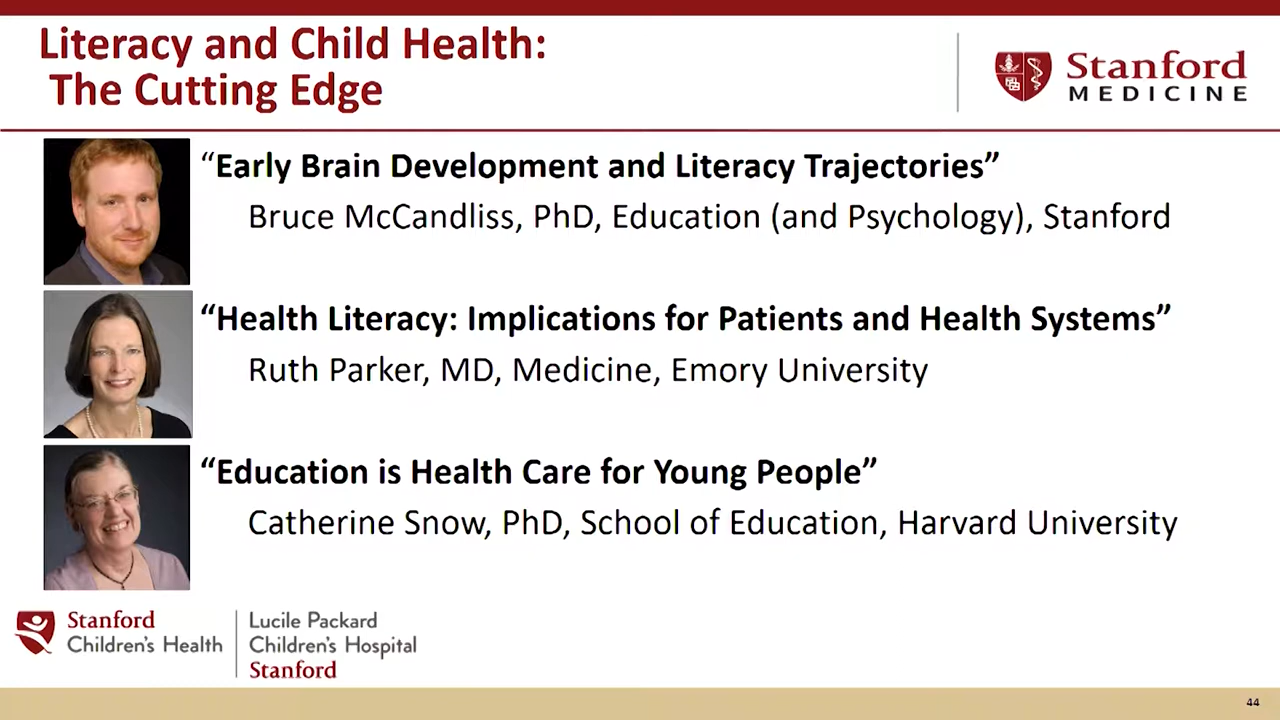 Literacy and Child Health:
The Cutting Edge
Stanford
MEDICINE
“Early Brain Development and Literacy Trajectories”
Bruce McCandliss, PhD, Education (and Psychology), Stanford
“Health Literacy: Implications for Patients and Health Systems”
Ruth Parker, MD, Medicine, Emory University
“Education is Health Care for Young People”
Catherine Snow, PhD, School of Education, Harvard University
Stanford
Children’s Health
Lucile Packard
Children’s Hospital
Stanford
44